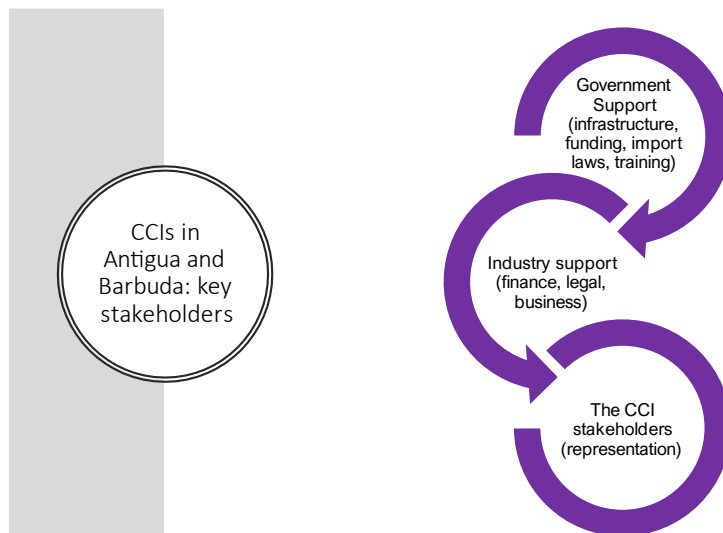 CCIs in
Antigua and
Barbuda: key
stakeholders
Government
Support
(infrastructure,
funding, import
laws, training)
Industry support
(finance, legal,
business)
The CCI
stakeholders
(representation)